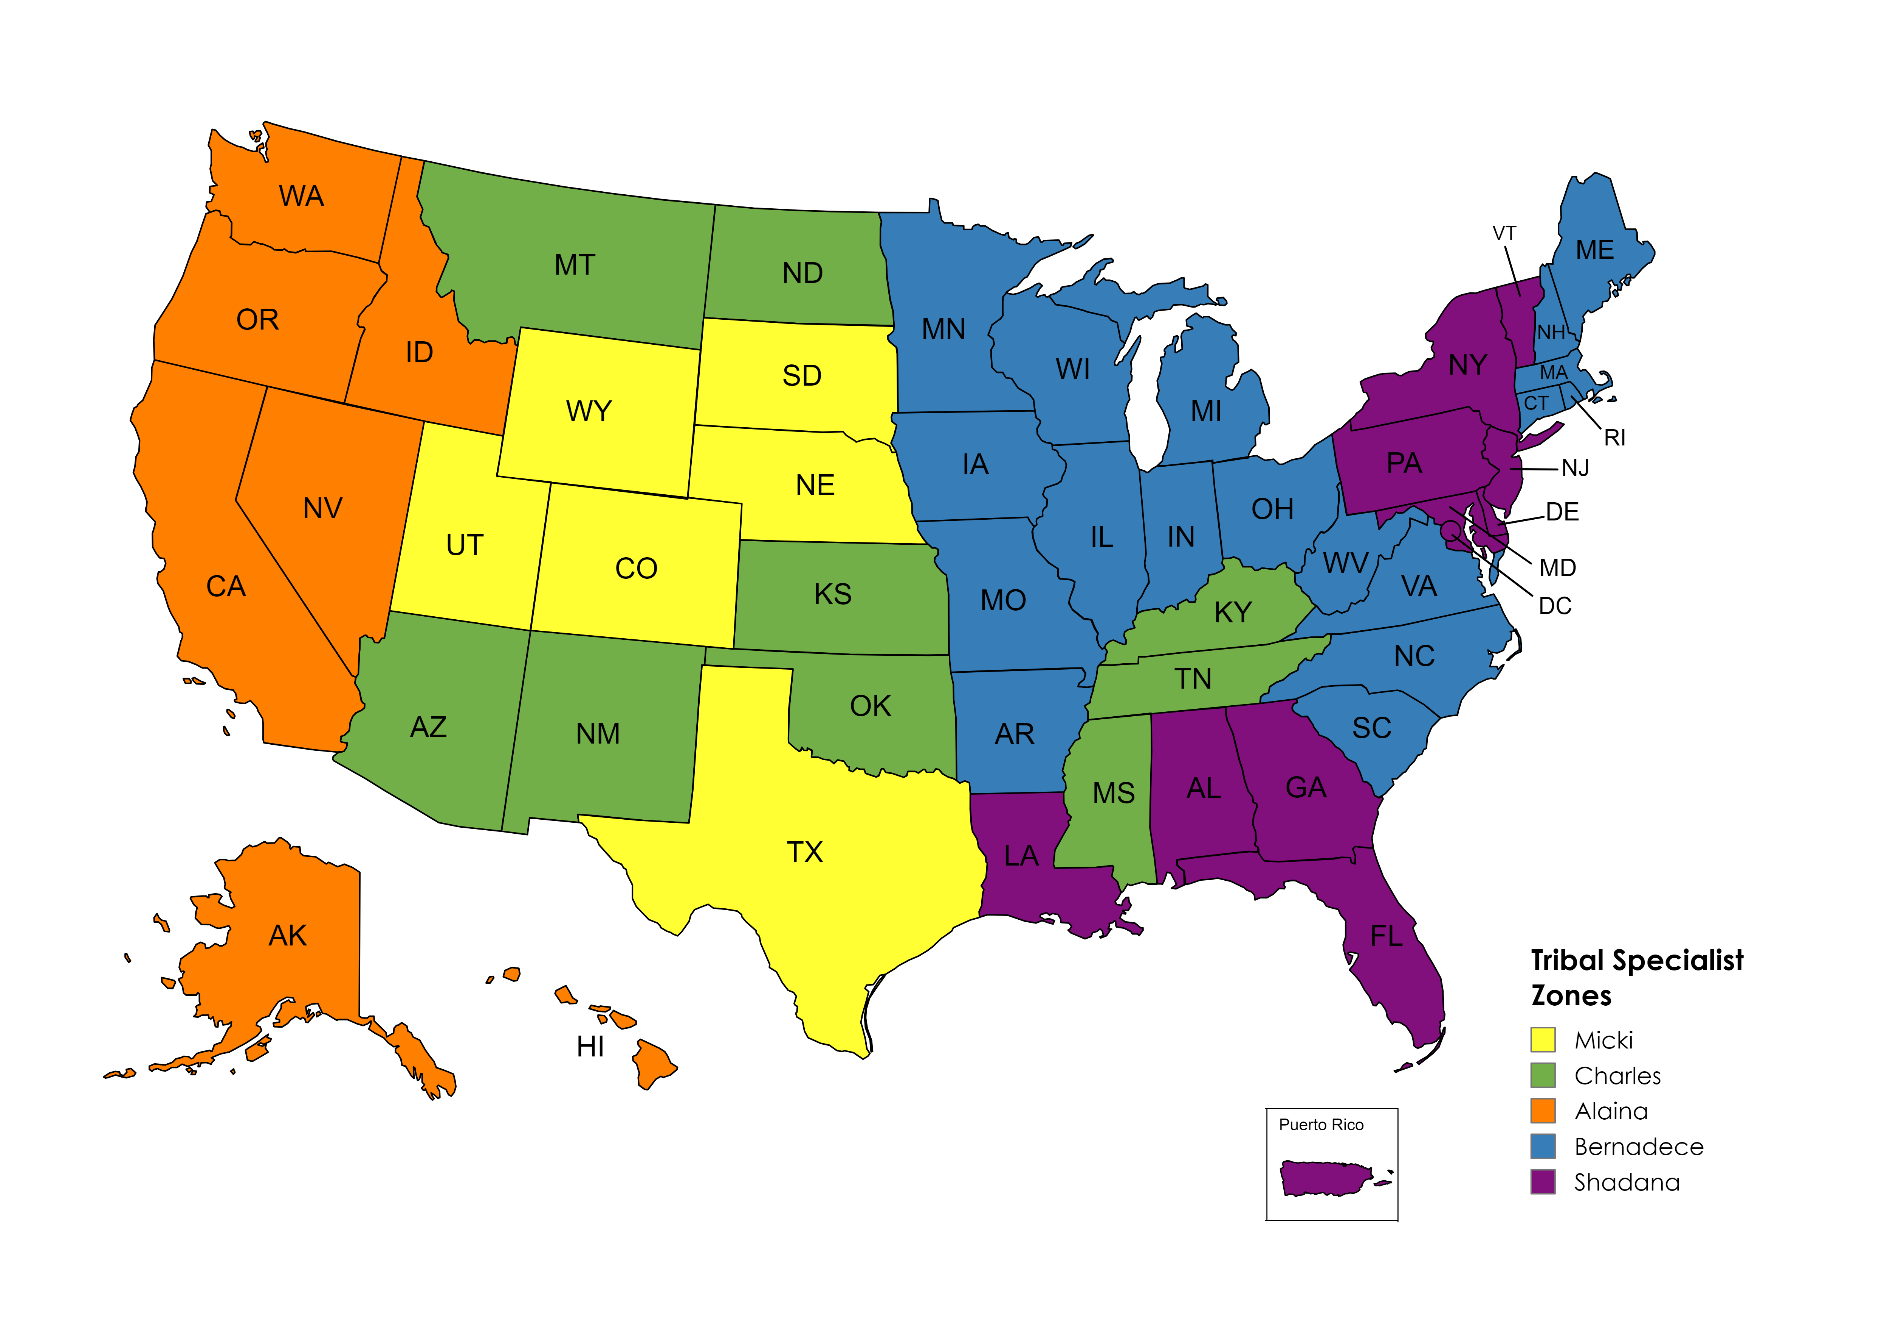 WA
VT
ME
MT
ND
OR
MN
NH
ID
WI
NY
MA
SD
CT
WY
MI
RI
IA
PA
NJ
NE
NV
OH
DE
UT
IL
IN
CO
WV
MD
CA
KS
MO
VA
DC
KY
NC
TN
OK
AZ
NM
AR
SC
MS
AL
GA
TX
LA
AK
FL
HI
Tribal Specialist
Zones
Micki
Charles
Alaina
Bernadece
Shadana
Puerto Rico